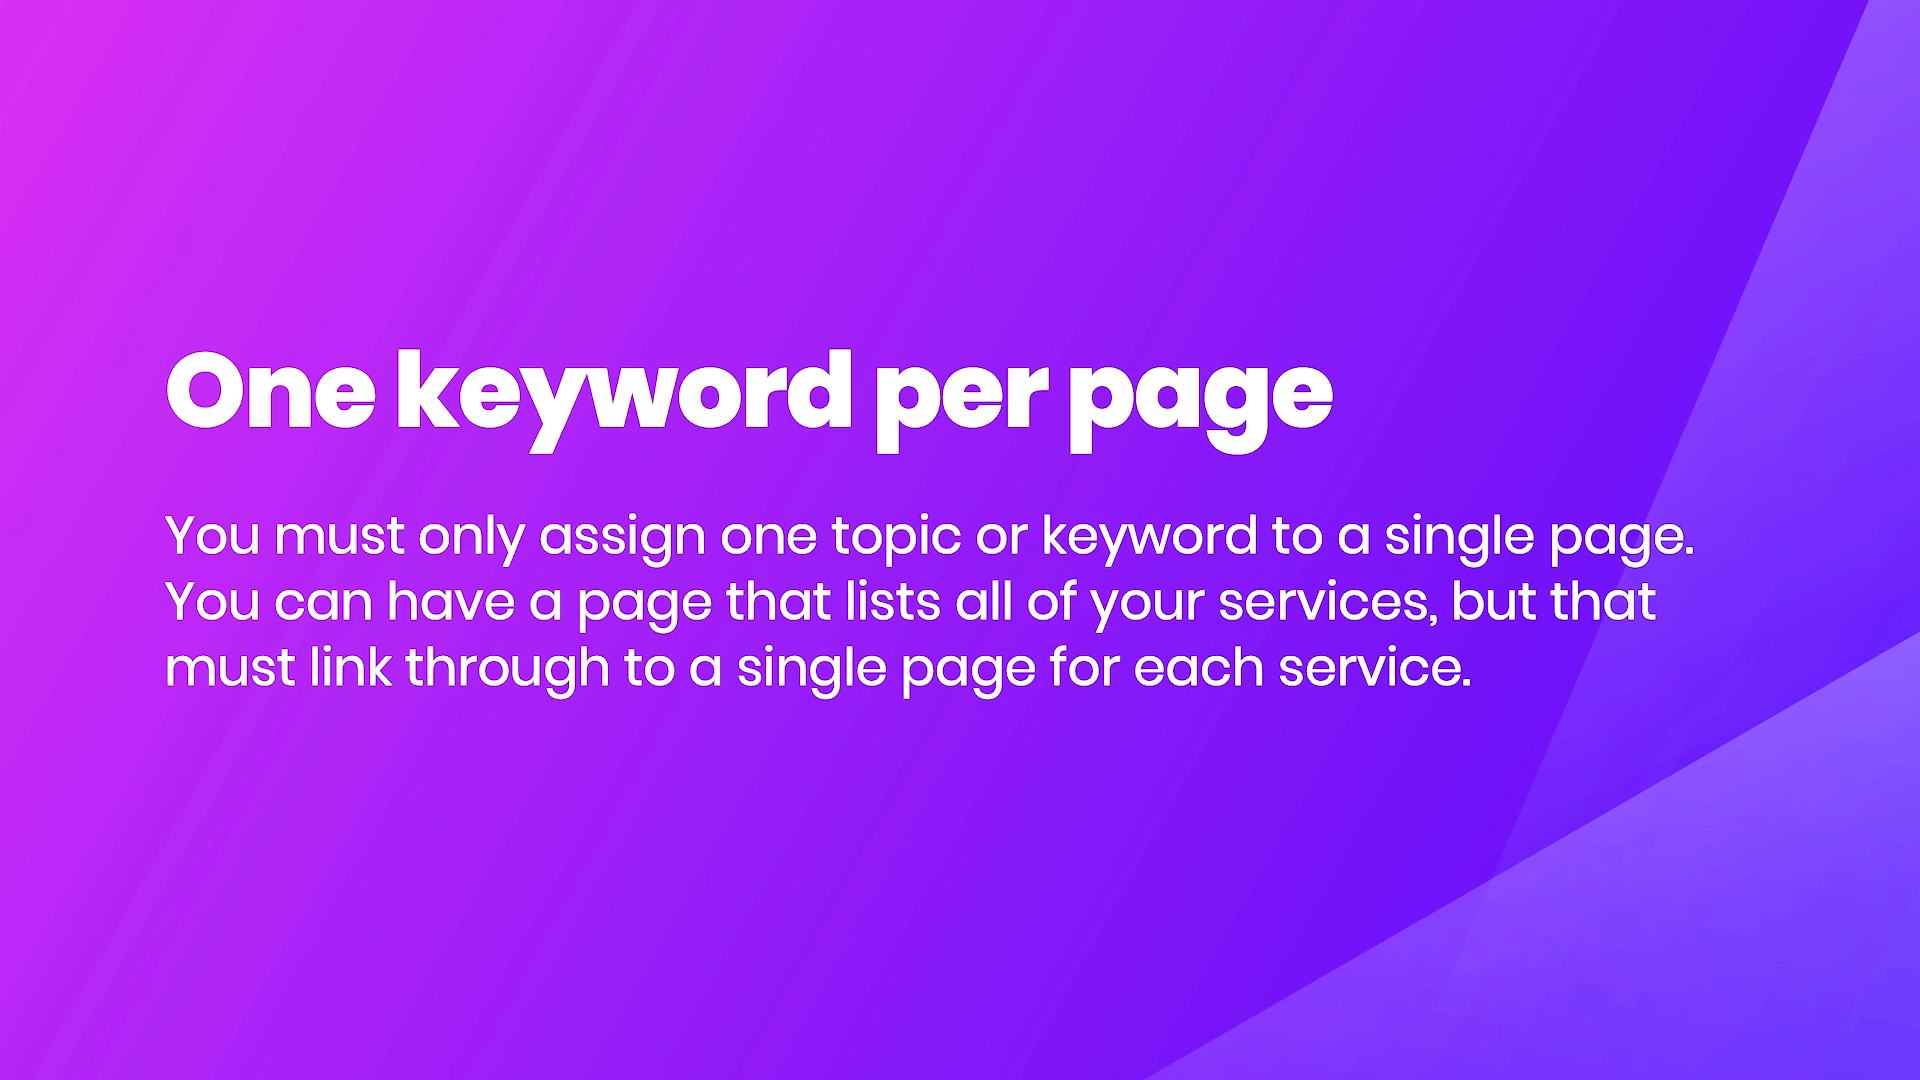 One keyword per page
You must only assign one topic or keyword to a single page.
You can have a page that lists all of your services, but that
must link through to a single page for each service.